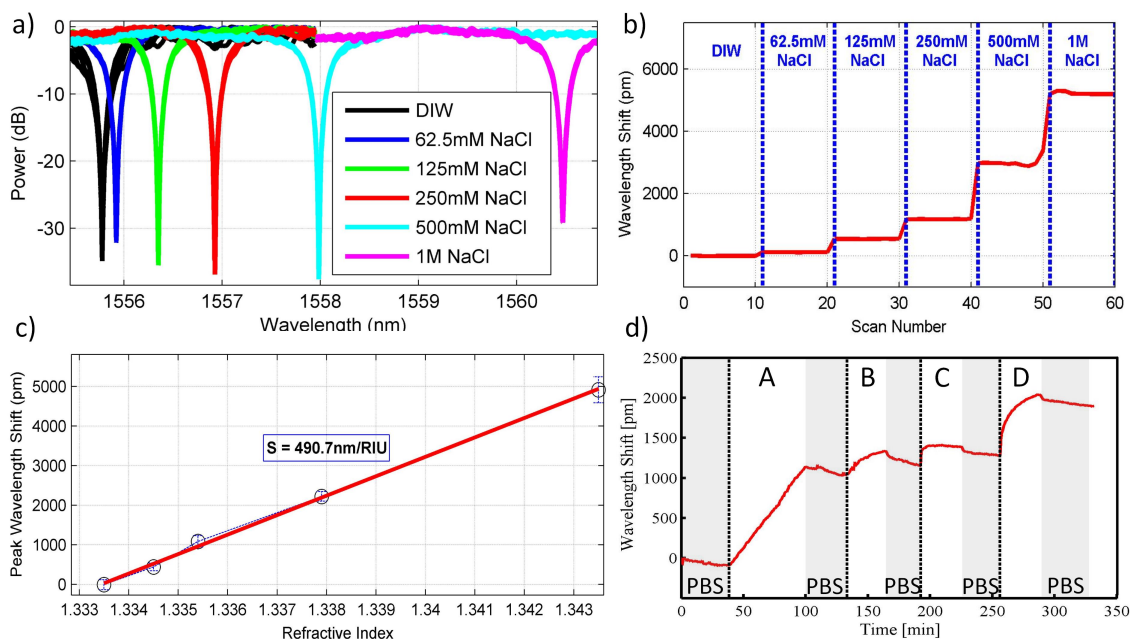 a)
0
-10
-20
-30
Power (dB)
DIW
62.5mM NaCl
125mM NaCl
250mM NaCl
500mM NaCl
1M NaCl
1556 1557 1558 1559 1560
Wavelength (nm)
b)
DIW 62.5mM NaCl 125mM NaCl 250mM NaCl 500mM NaCl 1M NaCl
6000
4000
2000
0
Wavelength Shift (pm)
0 10 20 30 40 50 60
Scan Number
c)
5000
4000
3000
2000
1000
0
Peak Wavelength Shift (pm)
S = 490.7nm/RIU
1.333 1.334 1.335 1.336 1.337 1.338 1.339 1.34 1.341 1.342 1.343
Refractive Index
d)
2500
2000
1500
1000
500
0
Wavelength Shift [pm]
A B C D
PBS PBS PBS PBS PBS
0 50 100 150 200 250 300 350
Time [min]